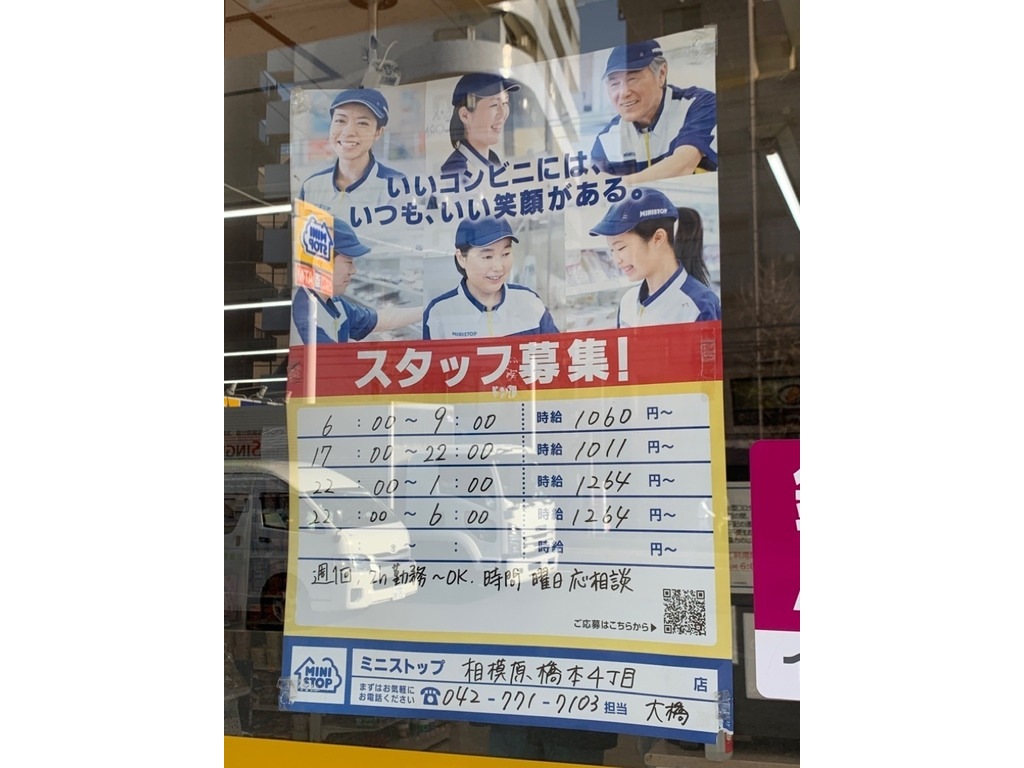 いいコンビニには、
いつも、いい笑顔がある。
MINISTOP
MINISTOP
スタッフ募集!
6:00~9:00 時給 1060 円~
17:00~22:00 時給 1011 円~
22:00~1:00 時給 1264 円~
22:00~6:00 時給 1264 円~
:~: 時給 円~
週1回、2h勤務~OK. 時間 曜日応相談
ご応募はこちらから▶
MINI STOP
ミニストップ 相模原、橋本4丁目 店
まずはお気軽に
お電話ください ☎042-771-7103 担当 大橋